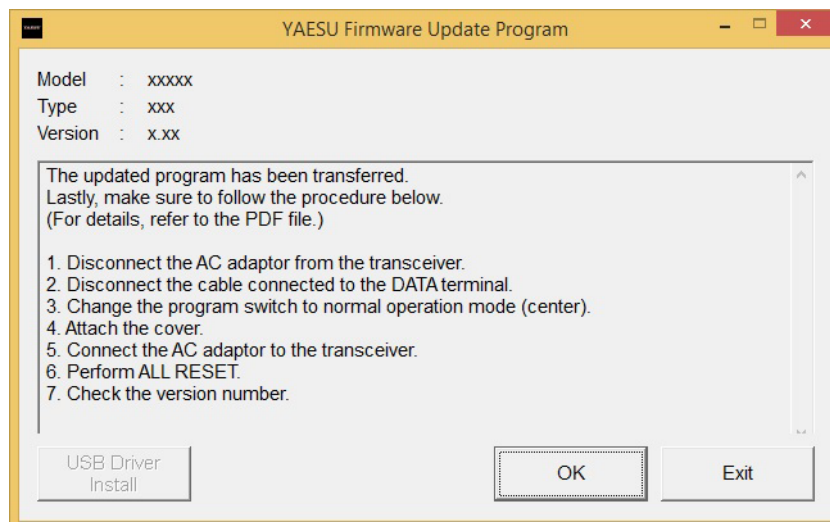 YAESU Firmware Update Program
Model : xxxxx
Type : xxx
Version : x.xx
The updated program has been transferred.
Lastly, make sure to follow the procedure below.
(For details, refer to the PDF file.)
1. Disconnect the AC adaptor from the transceiver.
2. Disconnect the cable connected to the DATA terminal.
3. Change the program switch to normal operation mode (center).
4. Attach the cover.
5. Connect the AC adaptor to the transceiver.
6. Perform ALL RESET.
7. Check the version number.
USB Driver
Install
OK
Exit